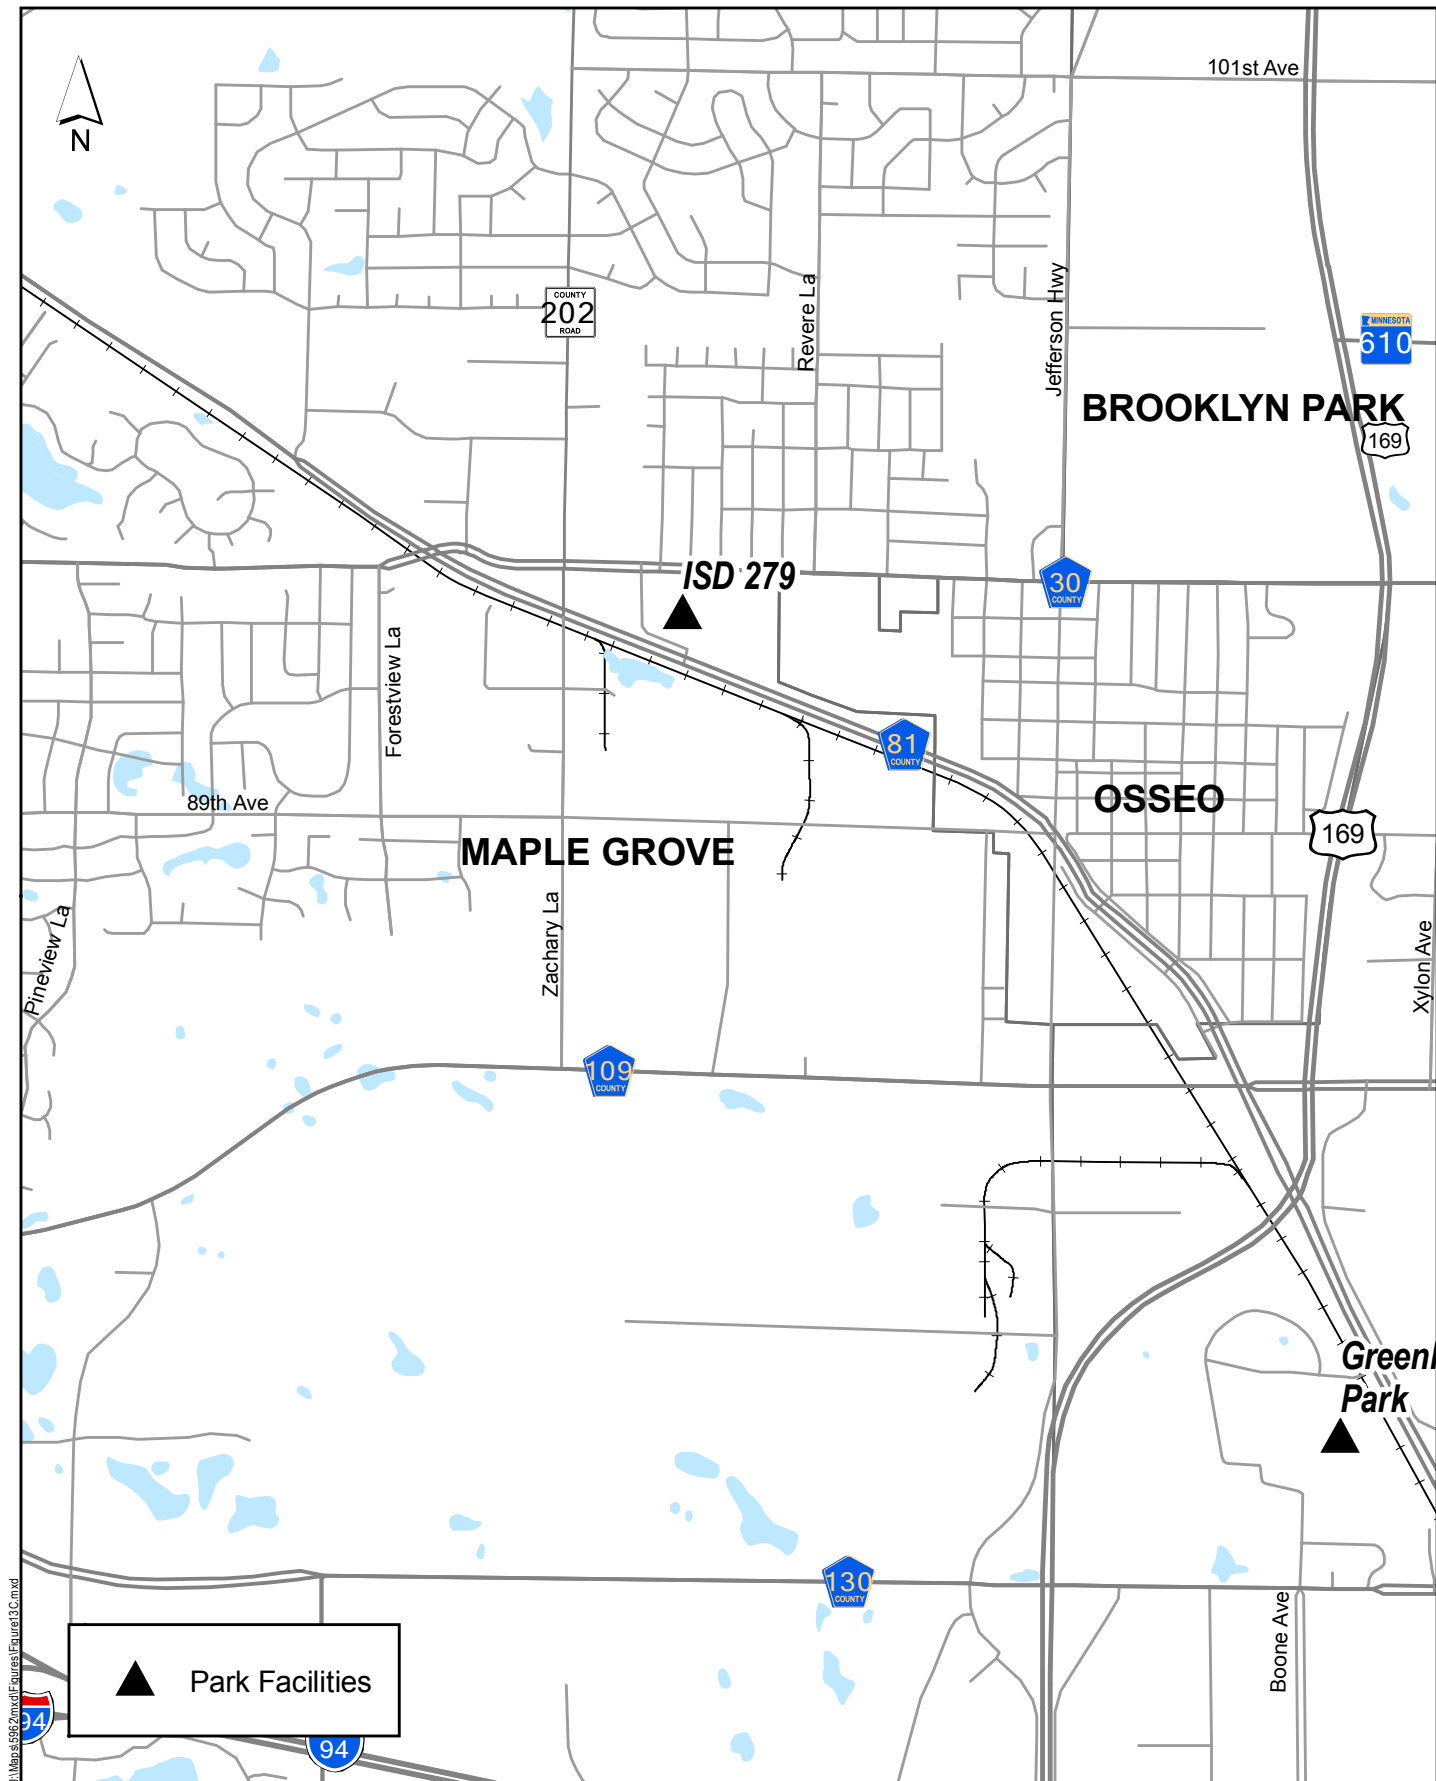 101st Ave
N
COUNTY
202
ROAD
Revere La
Jefferson Hwy
MINNESOTA
610
BROOKLYN PARK
169
ISD 279
30
COUNTY
Forestview La
81
COUNTY
89th Ave
OSSEO
169
MAPLE GROVE
Pineview La
Zachary La
Xylon Ave
109
COUNTY
Park
130
COUNTY
Boone Ave
Park Facilities
94
94